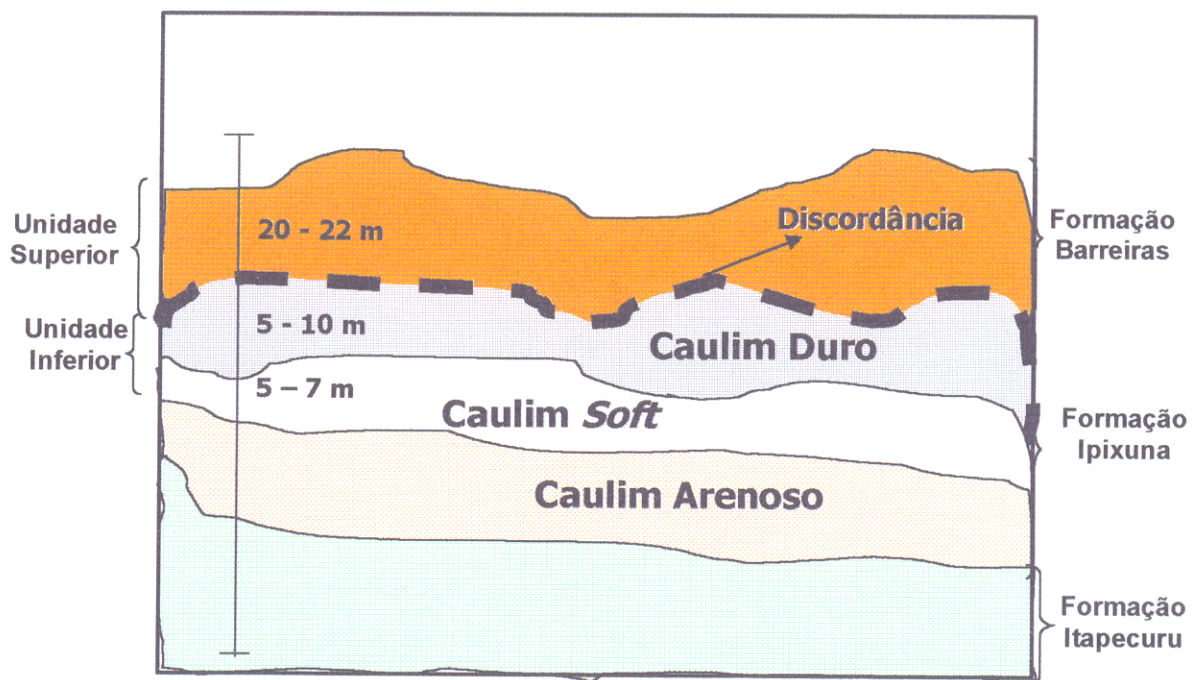 Unidade
Superior
20 - 22 m
Discordância
Formação
Barreiras
Unidade
Inferior
5 - 10 m
Caulim Duro
5 – 7 m
Caulim Soft
Formação
Ipixuna
Caulim Arenoso
Formação
Itapecuru